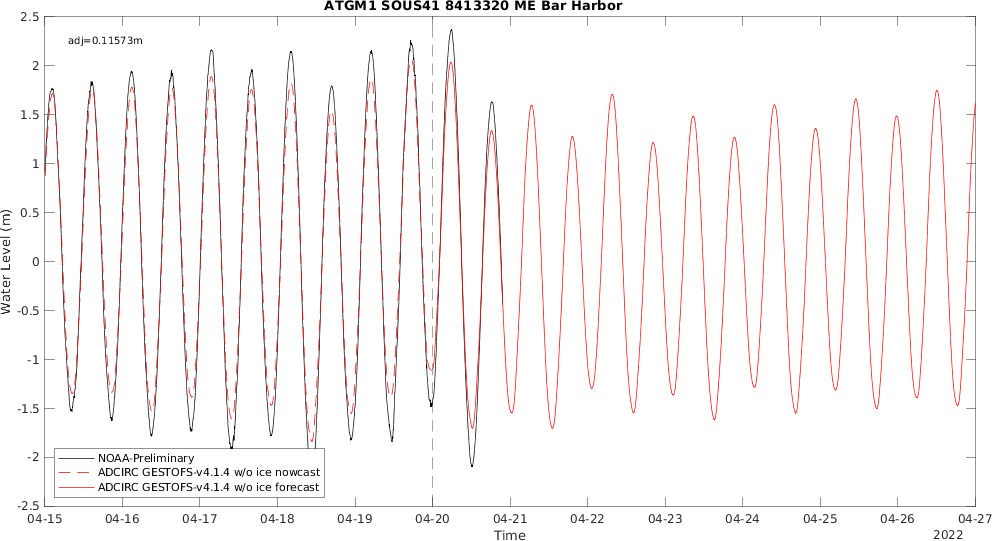 ATGM1 SOUS41 8413320 ME Bar Harbor
2.5
adj=0.11573m
2
1.5
1
0.5
0
-0.5
-1
-1.5
-2
-2.5
Water Level (m)
NOAA-Preliminary
ADCIRC GESTOFS-v4.1.4 w/o ice nowcast
ADCIRC GESTOFS-v4.1.4 w/o ice forecast
04-15 04-16 04-17 04-18 04-19 04-20 04-21 04-22 04-23 04-24 04-25 04-26 04-27
Time
2022